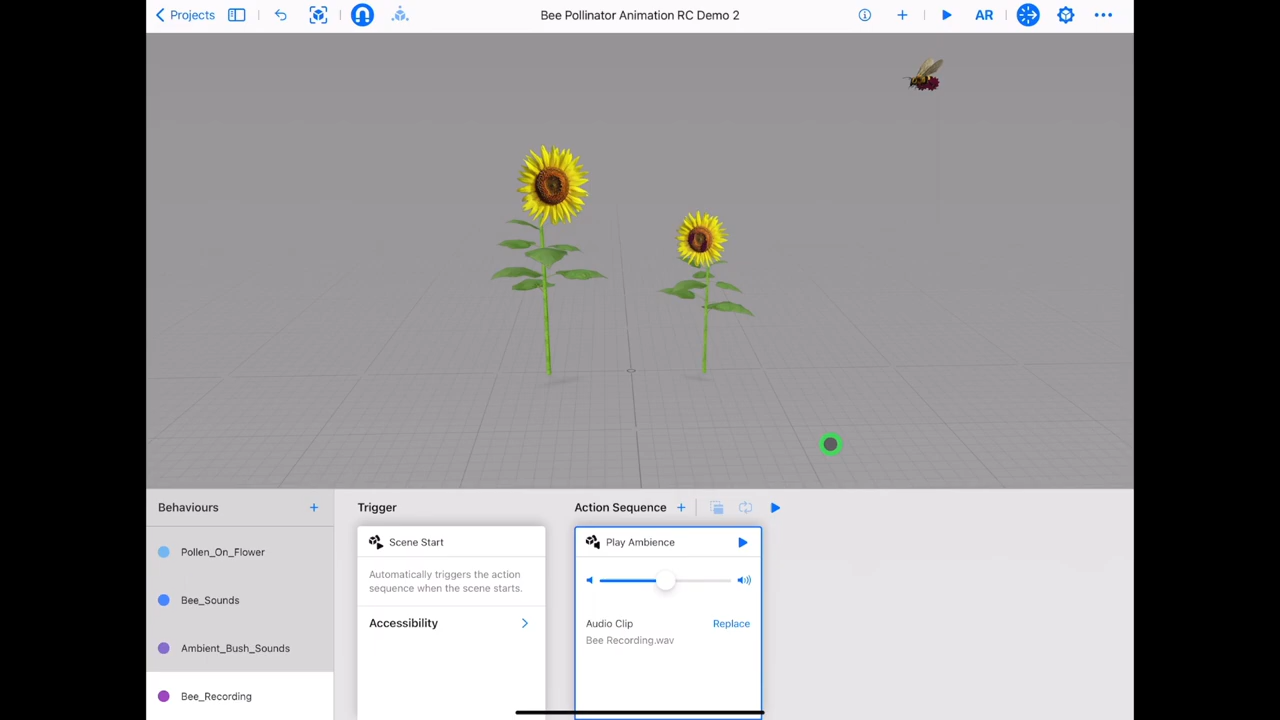 Projects
Bee Pollinator Animation RC Demo 2
AR
Behaviours
Pollen_On_Flower
Bee_Sounds
Ambient_Bush_Sounds
Bee_Recording
Trigger
Scene Start
Automatically triggers the action
sequence when the scene starts.
Accessibility
Action Sequence
Play Ambience
Audio Clip
Replace
Bee Recording.wav